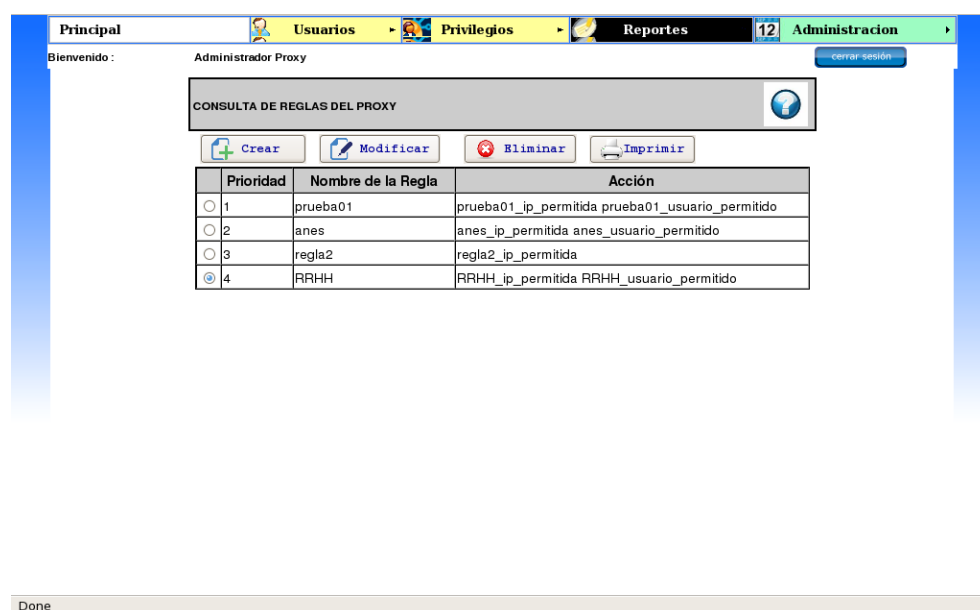 Principal Usuarios Privilegios Reportes 12 Administracion
Bienvenido : Administrador Proxy cerrar sesión
CONSULTA DE REGLAS DEL PROXY ?
Crear Modificar Eliminar Imprimir
Prioridad Nombre de la Regla Acción
1 prueba01 prueba01_ip_permitida prueba01_usuario_permitido
2 anes anes_ip_permitida anes_usuario_permitido
3 regla2 regla2_ip_permitida
4 RRHH RRHH_ip_permitida RRHH_usuario_permitido
Done